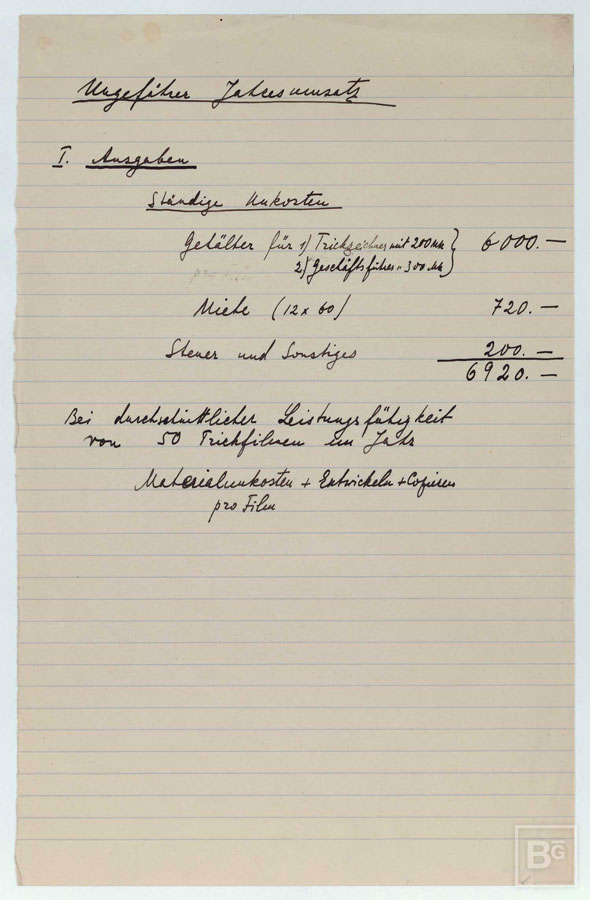 Ungefährer Jahresumsatz
I. Ausgaben
Ständige Unkosten
Gehälter für 1) Trickzeichner mit 200 Mk } 6000.—
2) Geschäftsführer " 300 Mk
pro Film
Miete (12 x 60) 720.—
Steuer und Sonstiges 200.—
6920.—
Bei durchschnittlicher Leistungsfähigkeit
von 50 Trickfilmen im Jahr
Materialunkosten + Entwickeln + Copieren
pro Film
BG